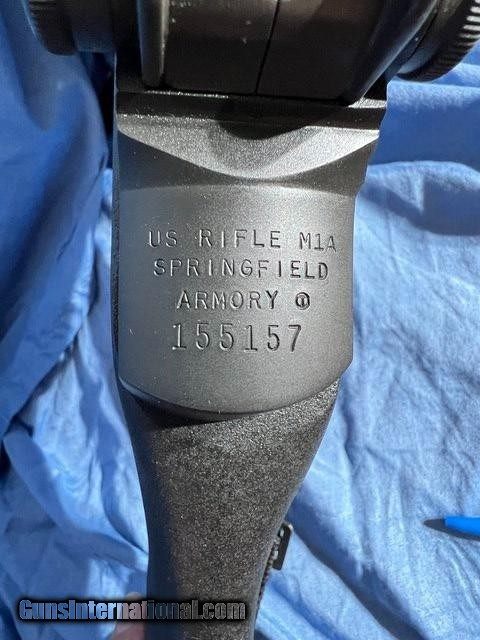 US RIFLE M1A
SPRINGFIELD
ARMORY ®
155157
GunsInternational.com